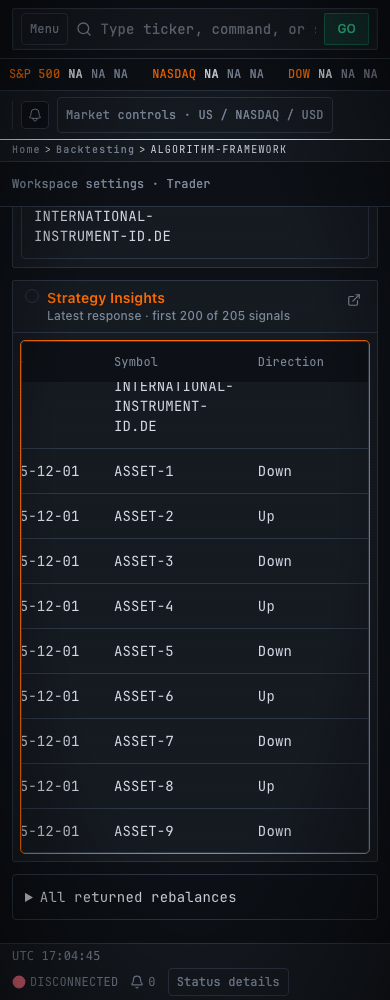 Menu Type ticker, command, or GO
S&P 500 NA NA NA NASDAQ NA NA NA DOW NA NA NA
Market controls · US / NASDAQ / USD
Home > Backtesting > ALGORITHM-FRAMEWORK
Workspace settings · Trader
INTERNATIONAL-
INSTRUMENT-ID.DE
Strategy Insights
Latest response · first 200 of 205 signals
Symbol Direction
INTERNATIONAL-
INSTRUMENT-
ID.DE
5-12-01 ASSET-1 Down
5-12-01 ASSET-2 Up
5-12-01 ASSET-3 Down
5-12-01 ASSET-4 Up
5-12-01 ASSET-5 Down
5-12-01 ASSET-6 Up
5-12-01 ASSET-7 Down
5-12-01 ASSET-8 Up
5-12-01 ASSET-9 Down
All returned rebalances
UTC 17:04:45
DISCONNECTED 0 Status details